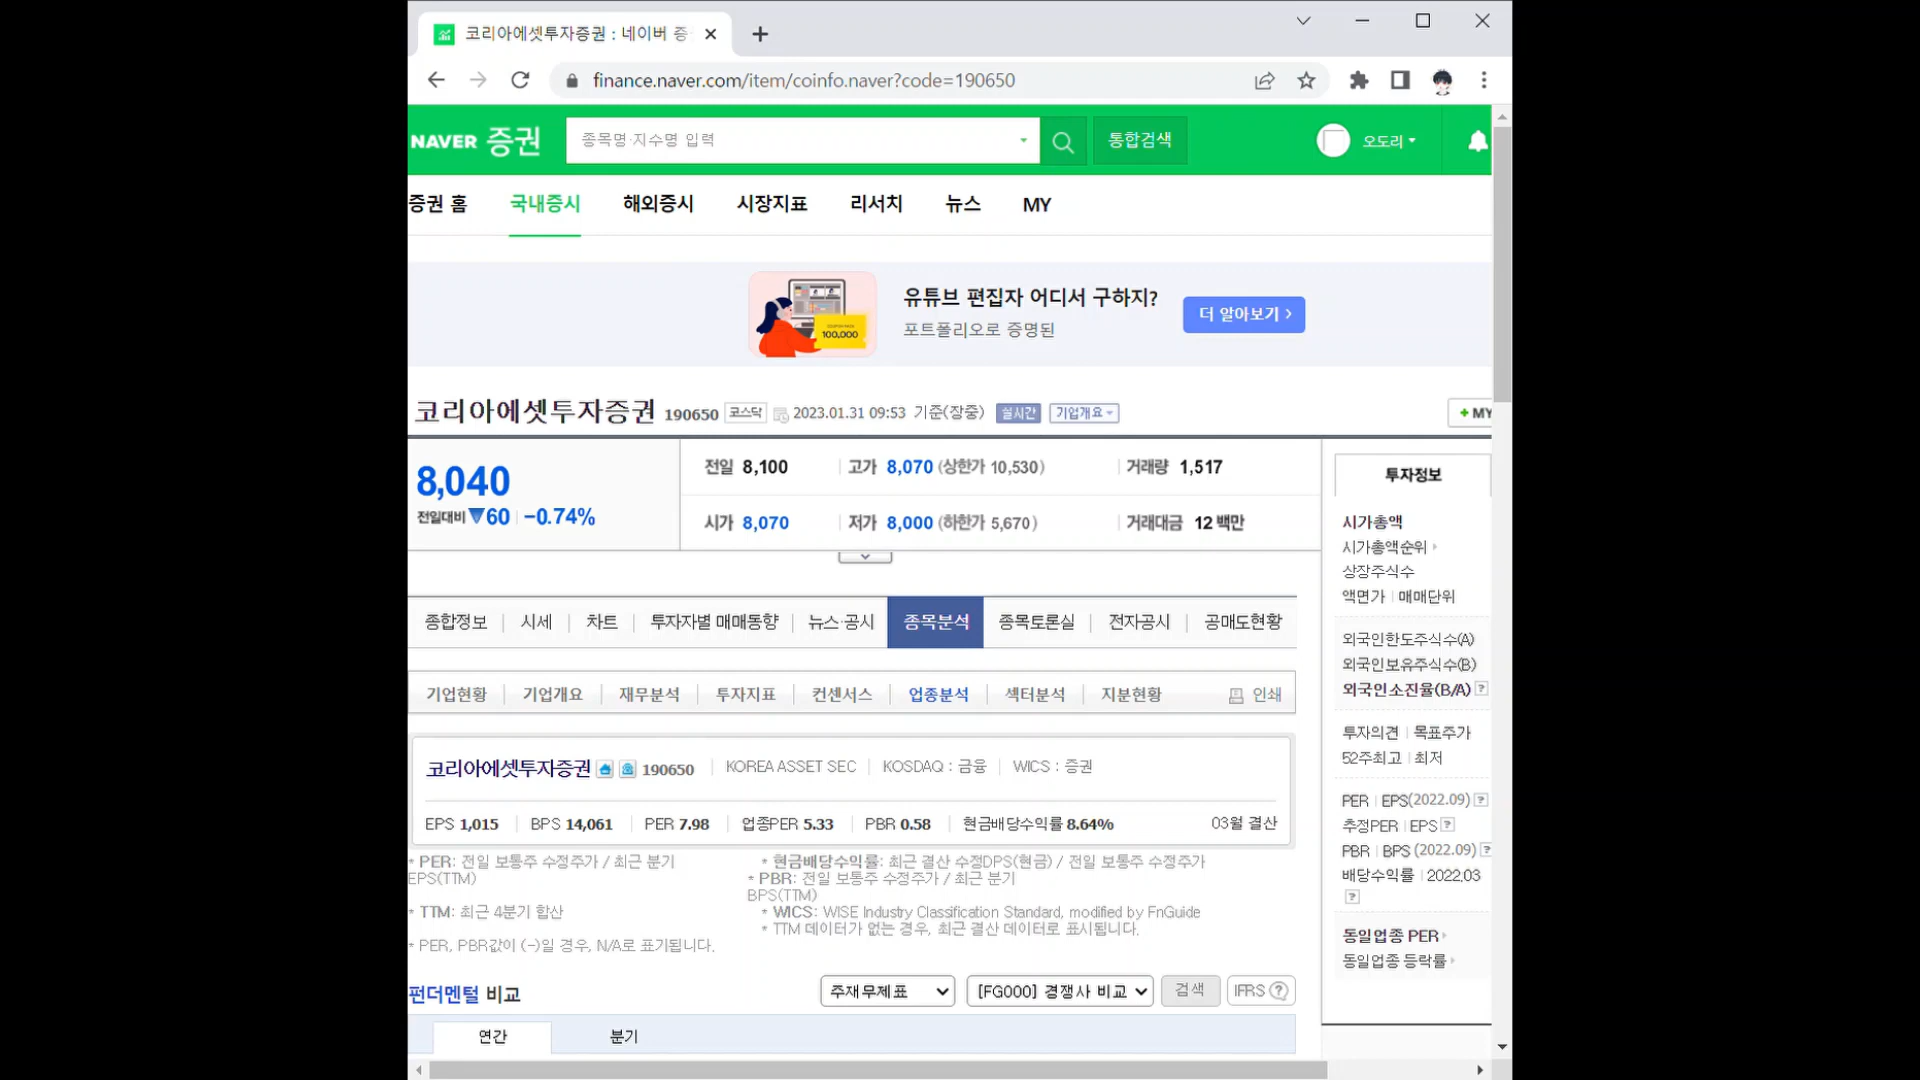 코리아에셋투자증권 : 네이버 증
finance.naver.com/item/coinfo.naver?code=190650
NAVER 증권
종목명·지수명 입력
통합검색
오도리
증권 홈 국내증시 해외증시 시장지표 리서치 뉴스 MY
100,000
유튜브 편집자 어디서 구하지?
포트폴리오로 증명된
더 알아보기 >
코리아에셋투자증권 190650 코스닥 2023.01.31 09:53 기준(장중) 실시간 기업개요
+ MY
8,040
전일대비 ▼60 | -0.74%
전일 8,100 고가 8,070 (상한가 10,530) 거래량 1,517
시가 8,070 저가 8,000 (하한가 5,670) 거래대금 12 백만
종합정보 시세 차트 투자자별 매매동향 뉴스·공시 종목분석 종목토론실 전자공시 공매도현황
기업현황 기업개요 재무분석 투자지표 컨센서스 업종분석 섹터분석 지분현황 인쇄
코리아에셋투자증권 190650 KOREA ASSET SEC KOSDAQ : 금융 WICS : 증권
EPS 1,015 BPS 14,061 PER 7.98 업종PER 5.33 PBR 0.58 현금배당수익률 8.64% 03월 결산
* PER: 전일 보통주 수정주가 / 최근 분기
EPS(TTM)
* TTM: 최근 4분기 합산
* PER, PBR값이 (-)일 경우, N/A로 표기됩니다.
* 현금배당수익률: 최근 결산 수정DPS(현금) / 전일 보통주 수정주가
* PBR: 전일 보통주 수정주가 / 최근 분기
BPS(TTM)
* WICS: WISE Industry Classification Standard, modified by FnGuide
* TTM 데이터가 없는 경우, 최근 결산 데이터로 표시됩니다.
펀더멘털 비교
주재무제표 [FG000] 경쟁사 비교 검색 IFRS ?
연간 분기
투자정보
시가총액
시가총액순위
상장주식수
액면가 | 매매단위
외국인한도주식수(A)
외국인보유주식수(B)
외국인소진율(B/A) ?
투자의견 | 목표주가
52주최고 | 최저
PER | EPS(2022.09) ?
추정PER | EPS ?
PBR | BPS (2022.09) ?
배당수익률 | 2022.03
?
동일업종 PER
동일업종 등락률